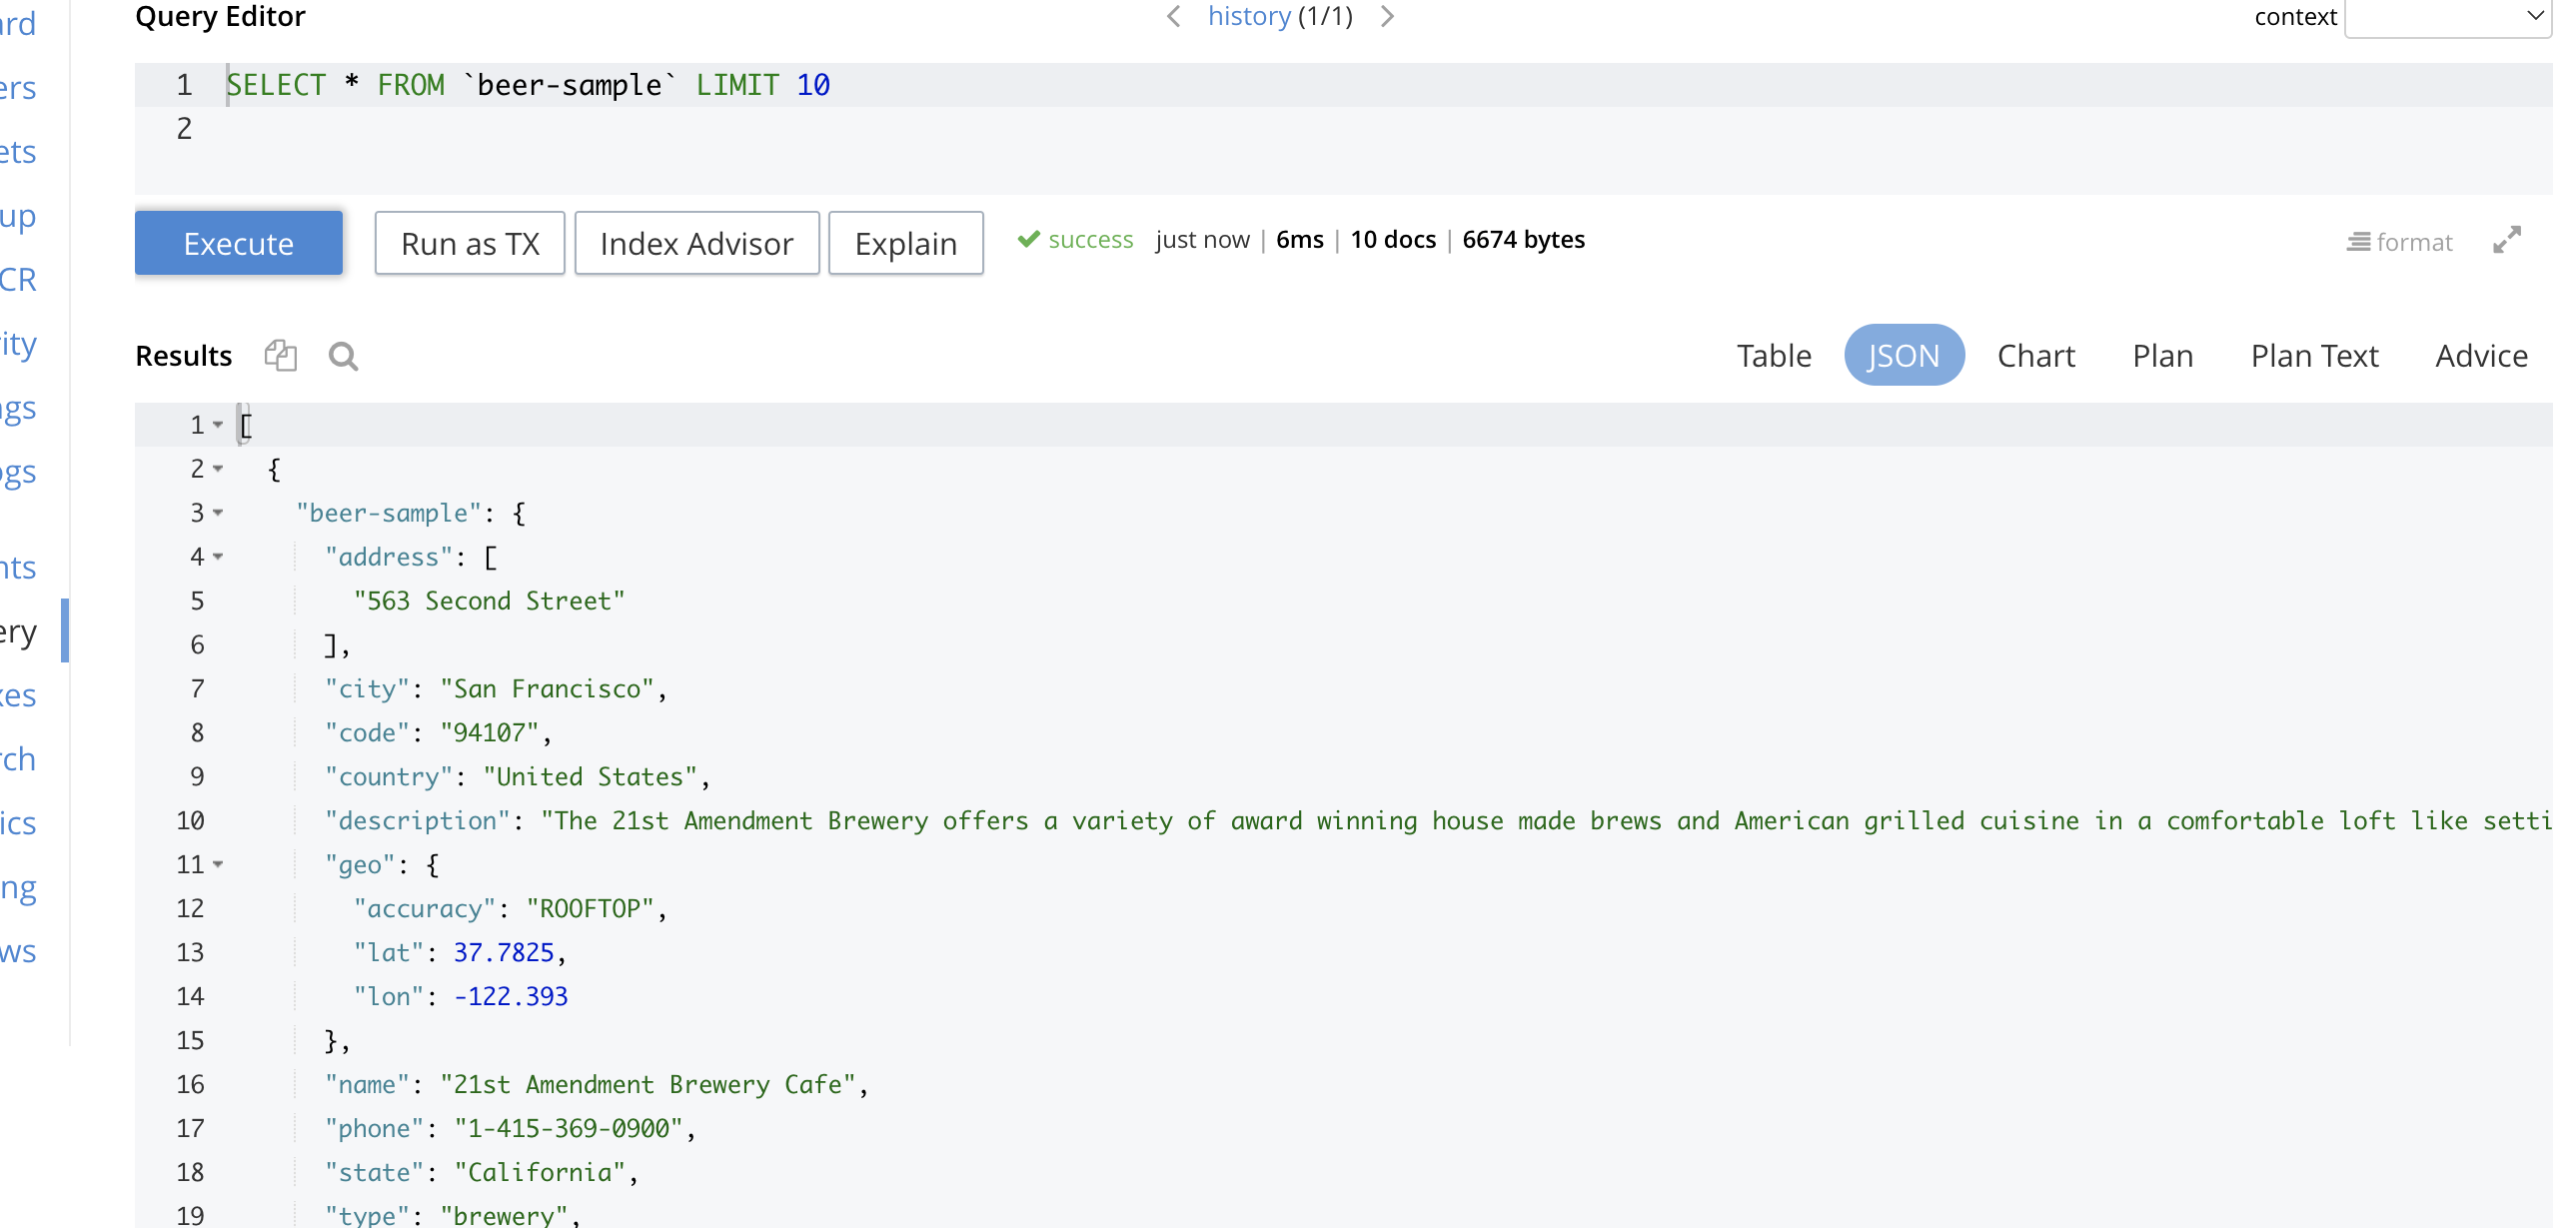 Query Editor
history (1/1)
context
1 SELECT * FROM `beer-sample` LIMIT 10
2
Execute
Run as TX
Index Advisor
Explain
success just now | 6ms | 10 docs | 6674 bytes
format
Results
Table JSON Chart Plan Plan Text Advice
1 [
2 {
3 "beer-sample": {
4 "address": [
5 "563 Second Street"
6 ],
7 "city": "San Francisco",
8 "code": "94107",
9 "country": "United States",
10 "description": "The 21st Amendment Brewery offers a variety of award winning house made brews and American grilled cuisine in a comfortable loft like setti
11 "geo": {
12 "accuracy": "ROOFTOP",
13 "lat": 37.7825,
14 "lon": -122.393
15 },
16 "name": "21st Amendment Brewery Cafe",
17 "phone": "1-415-369-0900",
18 "state": "California",
19 "type": "brewery",
ard
ers
ets
up
CR
ity
ngs
ogs
nts
ery
xes
rch
ics
ng
ws